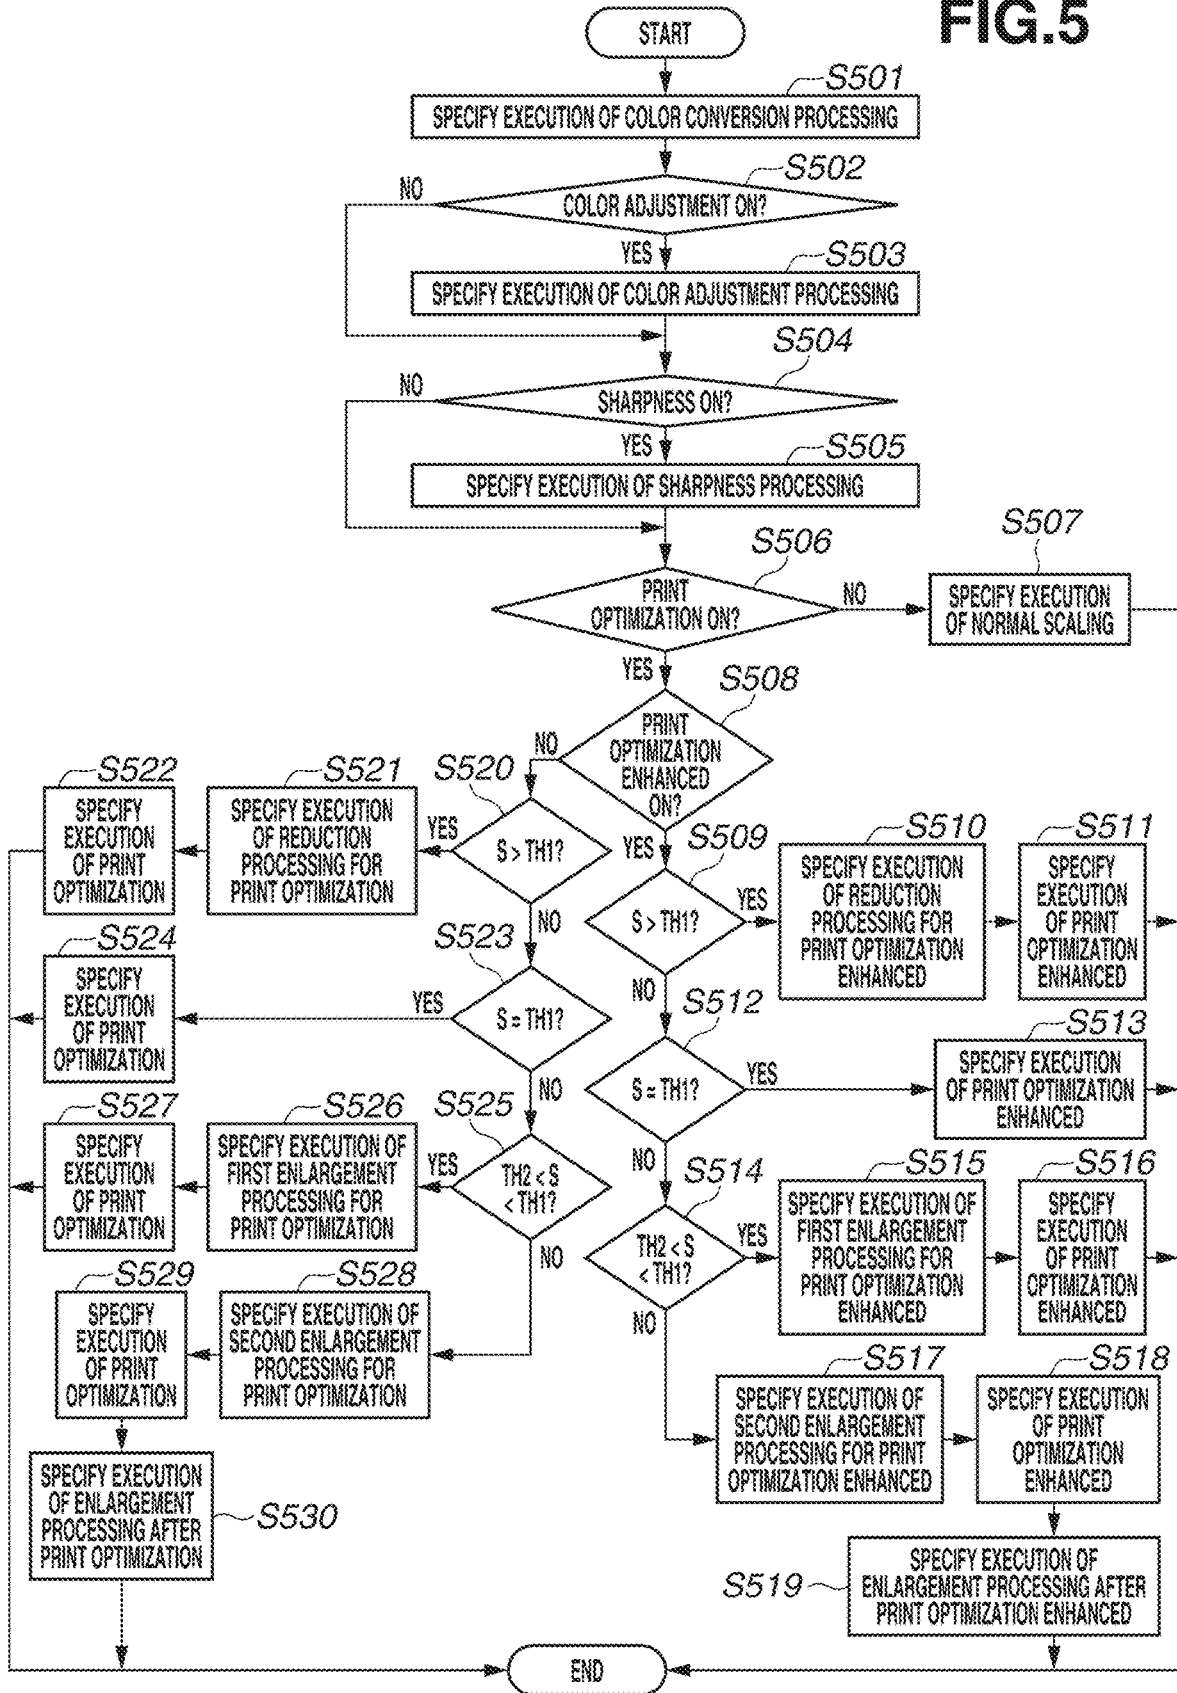 FIG.5
START
S501
SPECIFY EXECUTION OF COLOR CONVERSION PROCESSING
S502
NO
COLOR ADJUSTMENT ON?
YES
S503
SPECIFY EXECUTION OF COLOR ADJUSTMENT PROCESSING
S504
NO
SHARPNESS ON?
YES
S505
SPECIFY EXECUTION OF SHARPNESS PROCESSING
S506
PRINT
OPTIMIZATION ON?
NO
S507
SPECIFY EXECUTION
OF NORMAL SCALING
YES
S508
PRINT
OPTIMIZATION
ENHANCED
ON?
NO
YES
S520
S > TH1?
YES
S521
SPECIFY EXECUTION
OF REDUCTION
PROCESSING FOR
PRINT OPTIMIZATION
S522
SPECIFY
EXECUTION
OF PRINT
OPTIMIZATION
NO
S509
S > TH1?
YES
S510
SPECIFY EXECUTION
OF REDUCTION
PROCESSING FOR
PRINT OPTIMIZATION
ENHANCED
S511
SPECIFY
EXECUTION
OF PRINT
OPTIMIZATION
ENHANCED
NO
S523
S = TH1?
YES
S524
SPECIFY
EXECUTION
OF PRINT
OPTIMIZATION
NO
S512
S = TH1?
YES
S513
SPECIFY EXECUTION
OF PRINT OPTIMIZATION
ENHANCED
NO
S525
TH2 < S
< TH1?
YES
S526
SPECIFY EXECUTION OF
FIRST ENLARGEMENT
PROCESSING FOR
PRINT OPTIMIZATION
S527
SPECIFY
EXECUTION
OF PRINT
OPTIMIZATION
NO
S514
TH2 < S
< TH1?
YES
S515
SPECIFY EXECUTION OF
FIRST ENLARGEMENT
PROCESSING FOR
PRINT OPTIMIZATION
ENHANCED
S516
SPECIFY
EXECUTION
OF PRINT
OPTIMIZATION
ENHANCED
NO
S528
SPECIFY EXECUTION OF
SECOND ENLARGEMENT
PROCESSING FOR
PRINT OPTIMIZATION
S529
SPECIFY
EXECUTION
OF PRINT
OPTIMIZATION
S530
SPECIFY EXECUTION
OF ENLARGEMENT
PROCESSING AFTER
PRINT OPTIMIZATION
S517
SPECIFY EXECUTION OF
SECOND ENLARGEMENT
PROCESSING FOR PRINT
OPTIMIZATION ENHANCED
S518
SPECIFY EXECUTION
OF PRINT
OPTIMIZATION
ENHANCED
S519
SPECIFY EXECUTION OF
ENLARGEMENT PROCESSING AFTER
PRINT OPTIMIZATION ENHANCED
END